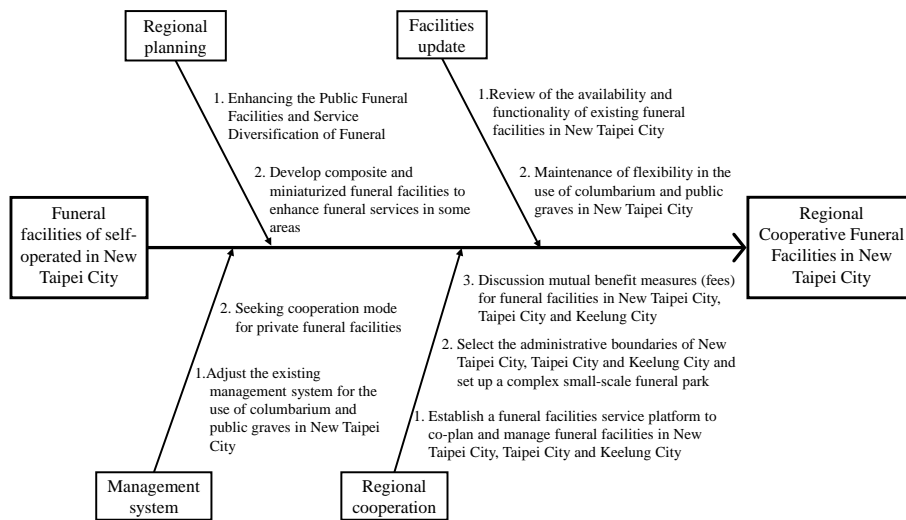 Regional
planning
Facilities
update
1. Enhancing the Public Funeral
Facilities and Service
Diversification of Funeral
2. Develop composite and
miniaturized funeral facilities to
enhance funeral services in some
areas
1.Review of the availability and
functionality of existing funeral
facilities in New Taipei City
2. Maintenance of flexibility in the
use of columbarium and public
graves in New Taipei City
Funeral
facilities of self-
operated in New
Taipei City
Regional
Cooperative Funeral
Facilities in New
Taipei City
2. Seeking cooperation mode
for private funeral facilities
1.Adjust the existing
management system for the
use of columbarium and
public graves in New Taipei
City
3. Discussion mutual benefit measures (fees)
for funeral facilities in New Taipei City,
Taipei City and Keelung City
2. Select the administrative boundaries of New
Taipei City, Taipei City and Keelung City and
set up a complex small-scale funeral park
1. Establish a funeral facilities service platform to
co-plan and manage funeral facilities in New
Taipei City, Taipei City and Keelung City
Management
system
Regional
cooperation